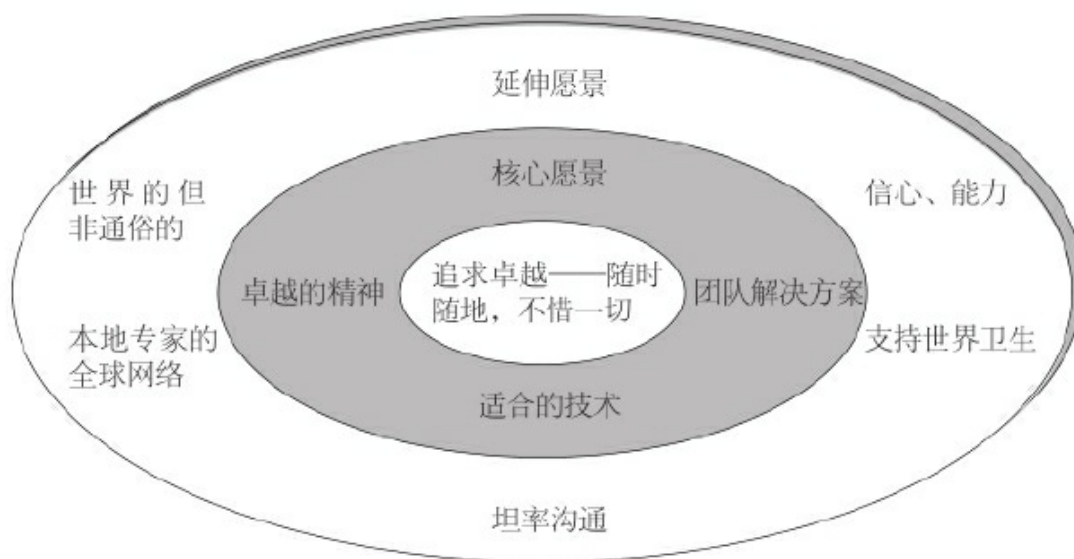 延伸愿景
核心愿景
世界的但
非通俗的
信心、能力
追求卓越——随时
随地，不惜一切
卓越的精神
团队解决方案
本地专家的
全球网络
支持世界卫生
适合的技术
坦率沟通